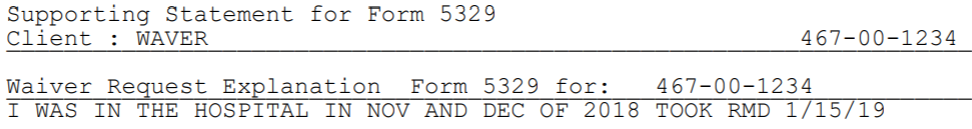 Supporting Statement for Form 5329
Client : WAVER 467-00-1234
Waiver Request Explanation Form 5329 for: 467-00-1234
I WAS IN THE HOSPITAL IN NOV AND DEC OF 2018 TOOK RMD 1/15/19